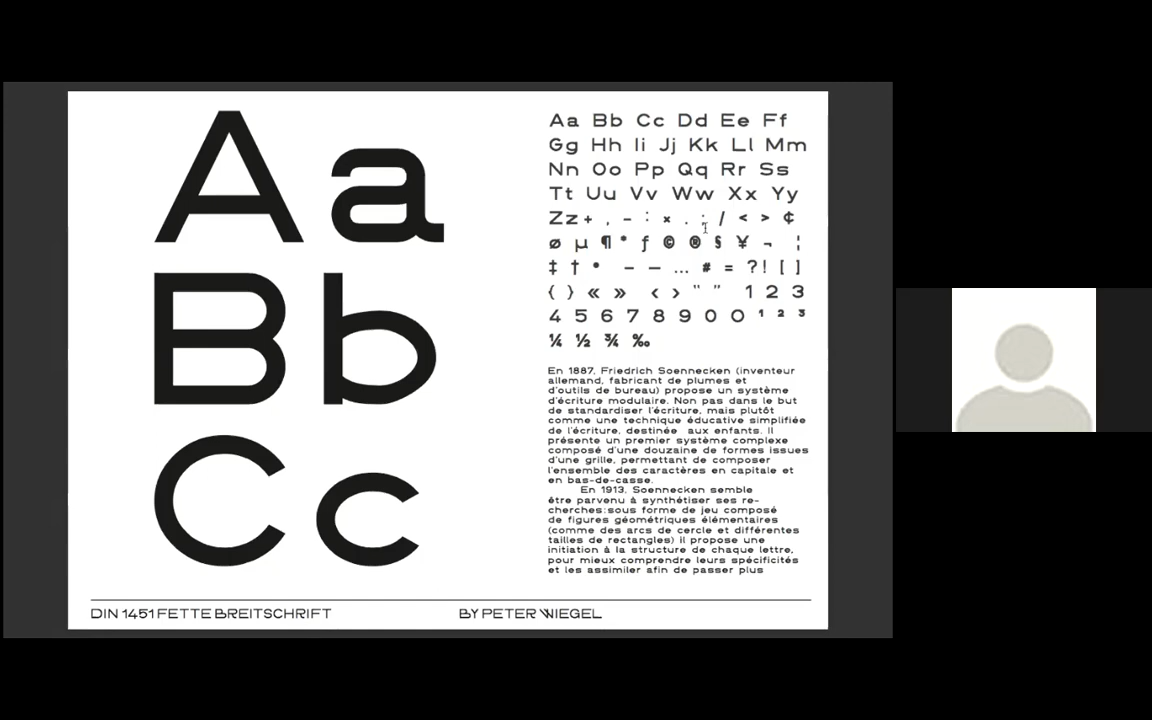 Aa
Bb
Cc
Aa Bb Cc Dd Ee Ff
Gg Hh Ii Jj Kk Ll Mm
Nn Oo Pp Qq Rr Ss
Tt Uu Vv Ww Xx Yy
Zz + , - : × . ; / < > ¢
ø µ ¶ * ƒ © ® § ¥ ¬ ¦
‡ † • – — … # = ?! [ ]
{ } « » ‹ › “ ” 1 2 3
4 5 6 7 8 9 0 O ¹ ² ³
¼ ½ ¾ ‰
En 1887, Friedrich Soennecken (inventeur
allemand, fabricant de plumes et
d'outils de bureau) propose un système
d'écriture modulaire. Non pas dans le but
de standardiser l'écriture, mais plutôt
comme une technique éducative simplifiée
de l'écriture, destinée aux enfants. Il
présente un premier système complexe
composé d'une douzaine de formes issues
d'une grille, permettant de composer
l'ensemble des caractères en capitale et
en bas-de-casse.
En 1913, Soennecken semble
être parvenu à synthétiser ses re-
cherches:sous forme de jeu composé
de figures géométriques élémentaires
(comme des arcs de cercle et différentes
tailles de rectangles) il propose une
initiation à la structure de chaque lettre,
pour mieux comprendre leurs spécificités
et les assimiler afin de passer plus
DIN 1451 FETTE BREITSCHRIFT
BY PETER WIEGEL